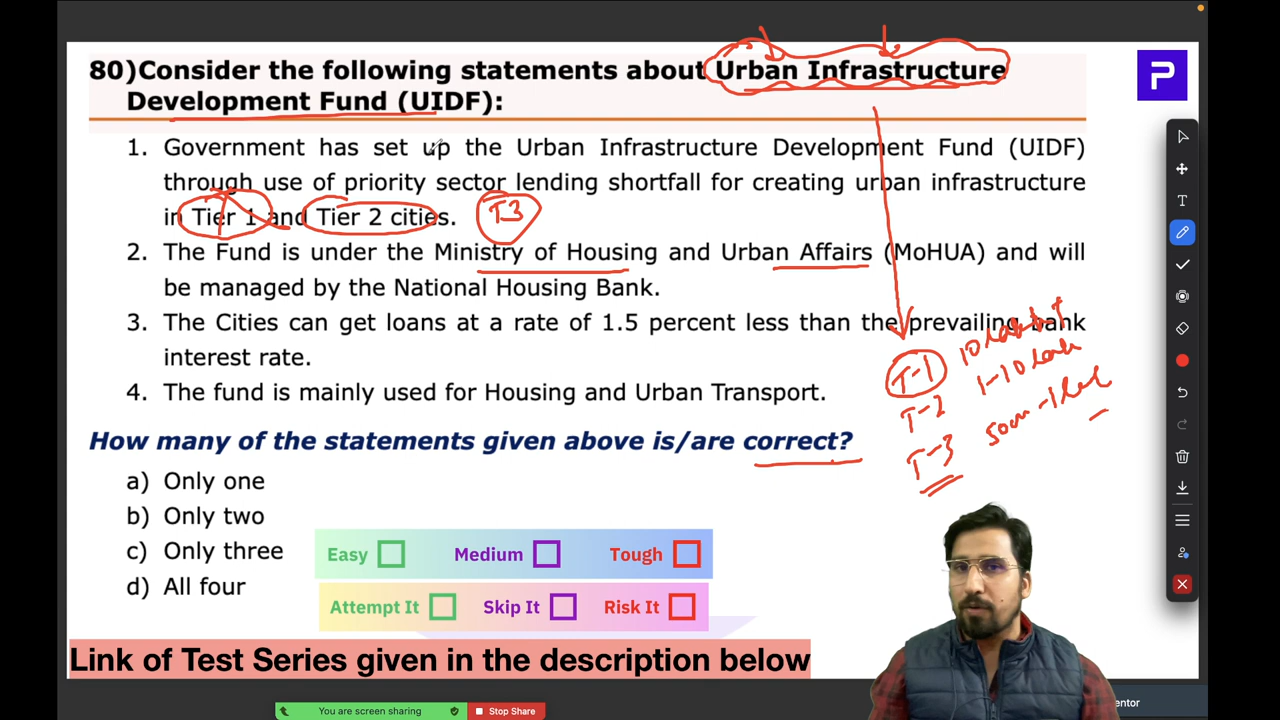 80)Consider the following statements about Urban Infrastructure
Development Fund (UIDF):
1. Government has set up the Urban Infrastructure Development Fund (UIDF)
through use of priority sector lending shortfall for creating urban infrastructure
in Tier 1 and Tier 2 cities. T3
2. The Fund is under the Ministry of Housing and Urban Affairs (MoHUA) and will
be managed by the National Housing Bank.
3. The Cities can get loans at a rate of 1.5 percent less than the prevailing bank
interest rate.
4. The fund is mainly used for Housing and Urban Transport.
T-1 10 lakh
T-2 1-10 lakh
T-3
How many of the statements given above is/are correct?
a) Only one
b) Only two
c) Only three
d) All four
Easy Medium Tough
Attempt It Skip It Risk It
Link of Test Series given in the description below
P
T
entor
You are screen sharing Stop Share